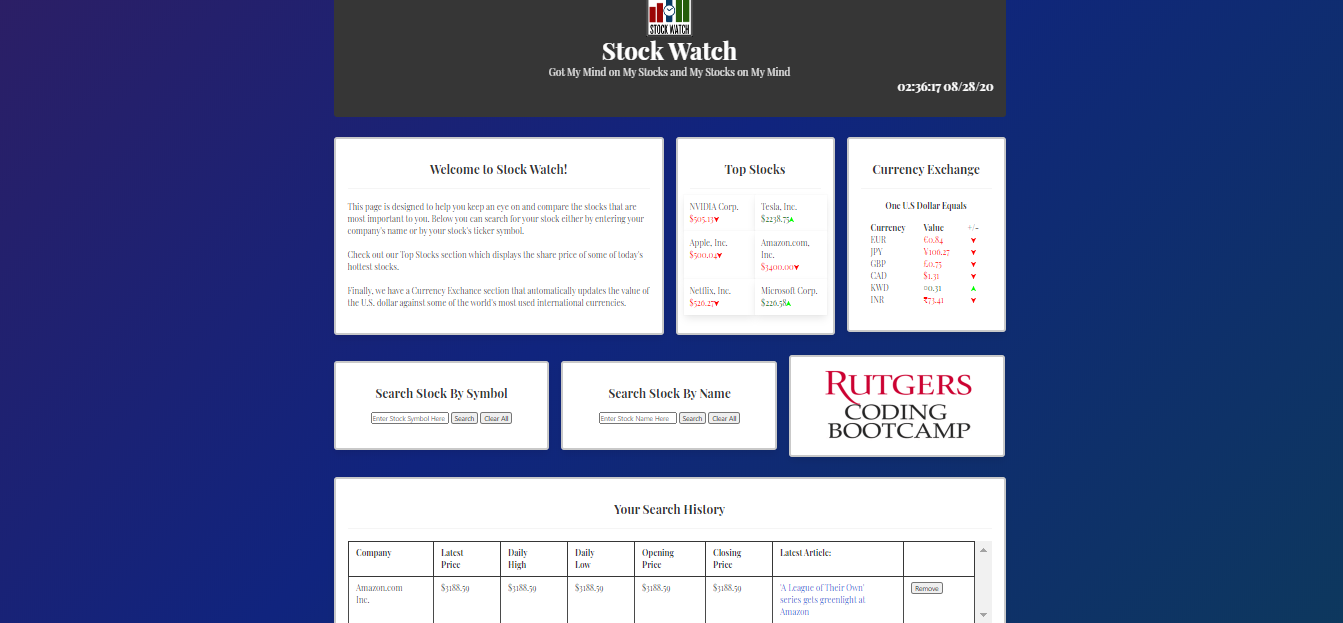 STOCK WATCH
Stock Watch
Got My Mind on My Stocks and My Stocks on My Mind
02:36:17 08/28/20
Welcome to Stock Watch!
This page is designed to help you keep an eye on and compare the stocks that are
most important to you. Below you can search for your stock either by entering your
company's name or by your stock's ticker symbol.
Check out our Top Stocks section which displays the share price of some of today's
hottest stocks.
Finally, we have a Currency Exchance section that automatically updates the value of
the U.S. dollar against some of the world's most used international currencies.
Top Stocks
NVIDIA Corp.
$505.13
Tesla, Inc.
$2238.75
Apple, Inc.
$500.04
Amazon.com,
Inc.
$3400.00
Netflix, Inc.
$526.27
Microsoft Corp.
$226.58
Currency Exchange
One U.S Dollar Equals
Currency Value +/-
EUR €0.84
JPY ¥106.27
GBP £0.75
CAD $1.31
KWD ¤0.31
INR ₹73.41
Search Stock By Symbol
Enter Stock Symbol Here Search Clear All
Search Stock By Name
Enter Stock Name Here Search Clear All
RUTGERS
CODING
BOOTCAMP
Your Search History
Company
Latest
Price
Daily
High
Daily
Low
Opening
Price
Closing
Price
Latest Article:
Amazon.com
Inc.
$3188.59
$3188.59
$3188.59
$3188.59
$3188.59
'A League of Their Own'
series gets greenlight at
Amazon
Remove